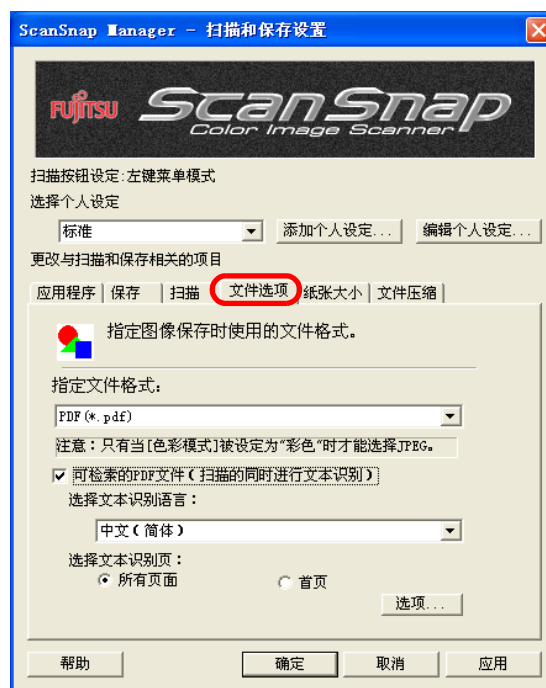 ScanSnap Manager - 扫描和保存设置
FUJITSU ScanSnap
Color Image Scanner
扫描按钮设定:左键菜单模式
选择个人设定
标准 添加个人设定... 编辑个人设定...
更改与扫描和保存相关的项目
应用程序 保存 扫描 文件选项 纸张大小 文件压缩
指定图像保存时使用的文件格式。
指定文件格式:
PDF (*.pdf)
注意：只有当[色彩模式]被设定为"彩色"时才能选择JPEG。
可检索的PDF文件(扫描的同时进行文本识别)
选择文本识别语言：
中文(简体)
选择文本识别页：
所有页面 首页
选项...
帮助 确定 取消 应用